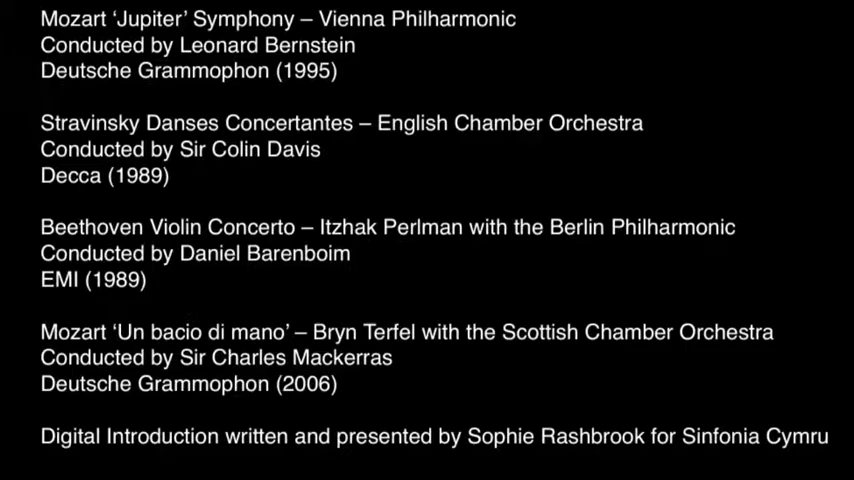 Mozart ‘Jupiter’ Symphony – Vienna Philharmonic
Conducted by Leonard Bernstein
Deutsche Grammophon (1995)
Stravinsky Danses Concertantes – English Chamber Orchestra
Conducted by Sir Colin Davis
Decca (1989)
Beethoven Violin Concerto – Itzhak Perlman with the Berlin Philharmonic
Conducted by Daniel Barenboim
EMI (1989)
Mozart ‘Un bacio di mano’ – Bryn Terfel with the Scottish Chamber Orchestra
Conducted by Sir Charles Mackerras
Deutsche Grammophon (2006)
Digital Introduction written and presented by Sophie Rashbrook for Sinfonia Cymru